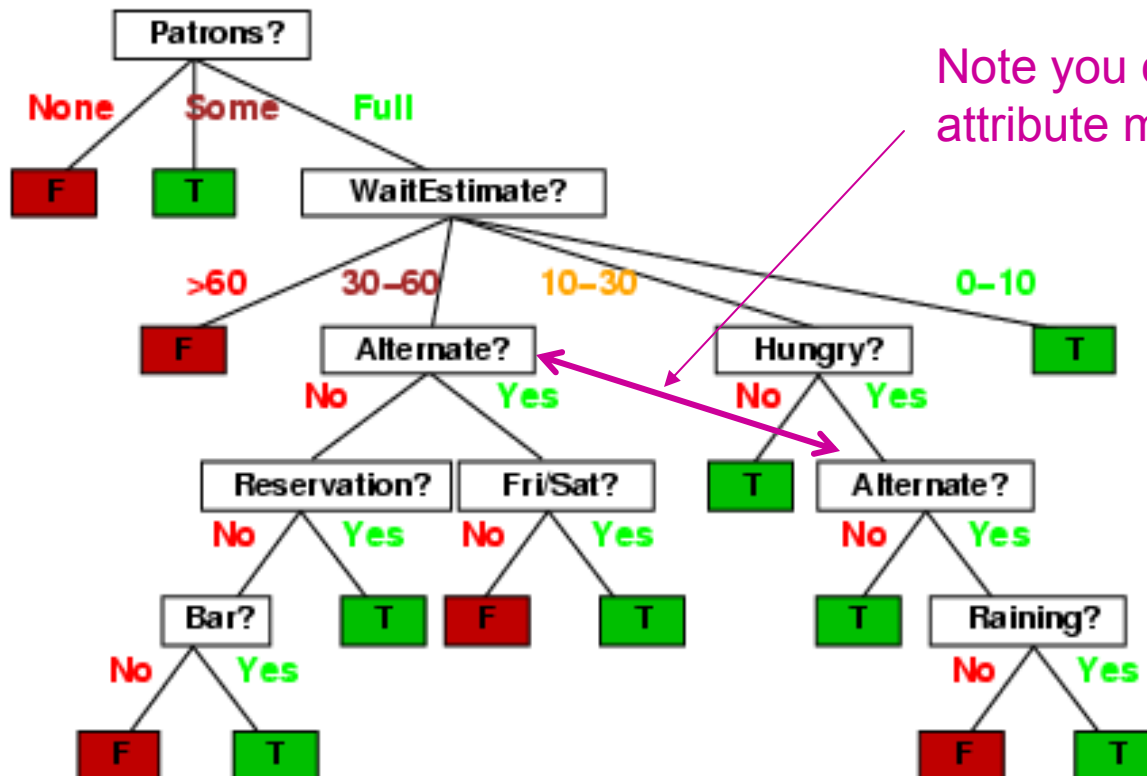 Patrons?
Note you
attribute
None Some Full
F T WaitEstimate?
>60 30–60 10–30 0–10
F Alternate? Hungry? T
No Yes No Yes
Reservation? Fri/Sat? T Alternate?
No Yes No Yes No Yes
Bar? T F T T Raining?
No Yes No Yes
F T F T